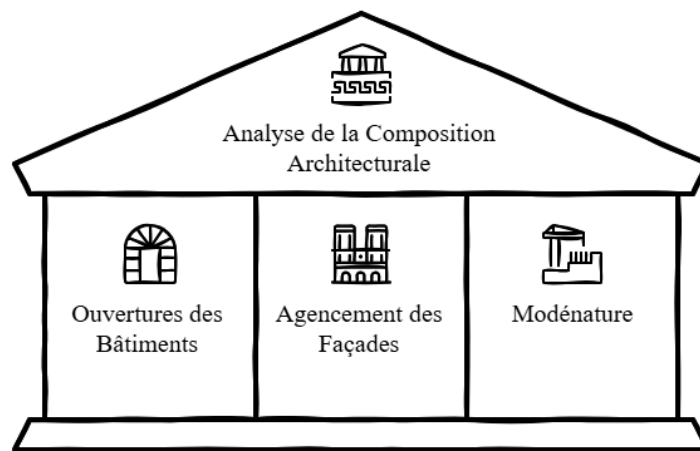 Analyse de la Composition
Architecturale
Ouvertures des
Bâtiments
Agencement des
Façades
Modénature